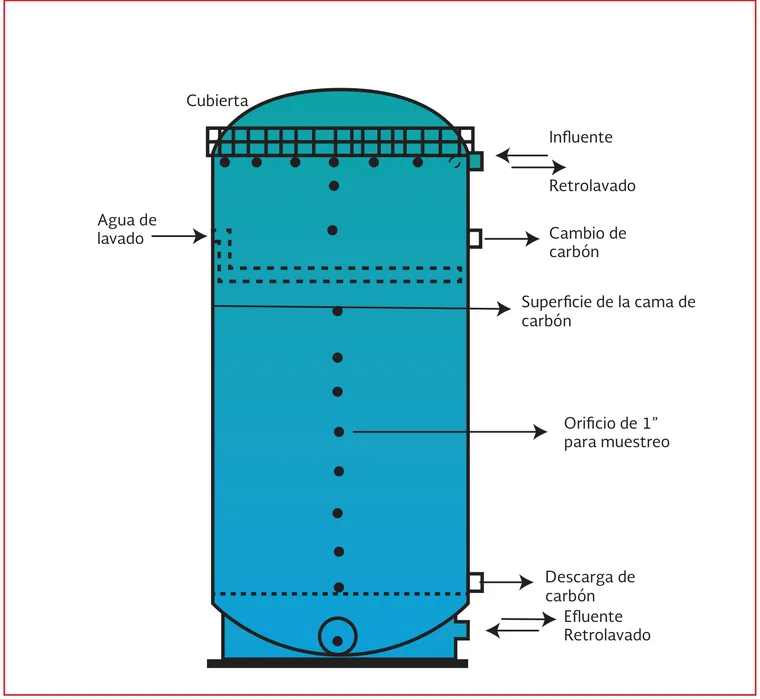 Cubierta
Influente
Retrolavado
Agua de
lavado
Cambio de
carbón
Superficie de la cama de
carbón
Orificio de 1”
para muestreo
Descarga de
carbón
Efluente
Retrolavado